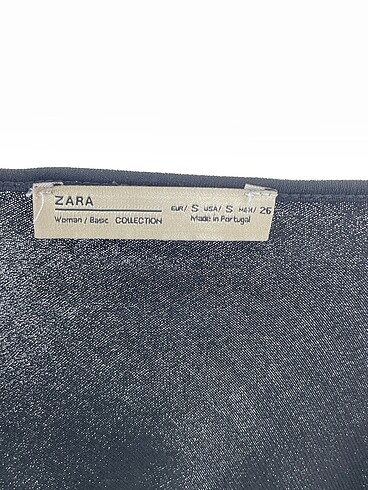 ZARA
Woman / Basic COLLECTION
EUR/ S USA/ S MEX/ 26
Made in Portugal